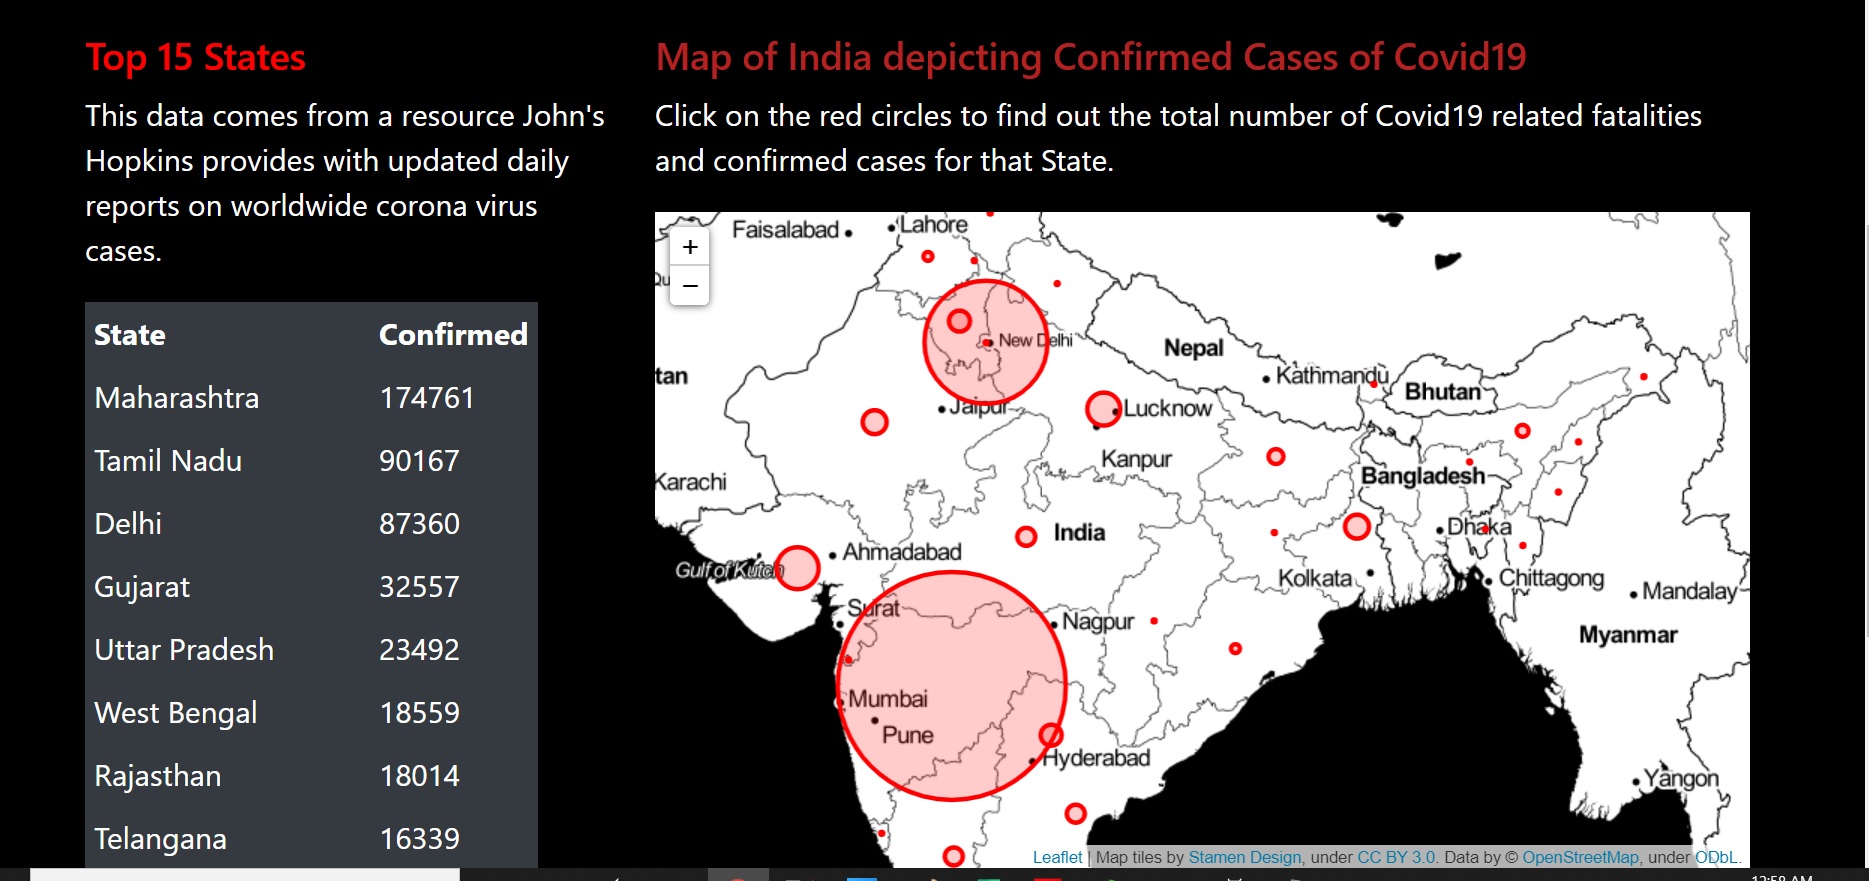 Top 15 States
This data comes from a resource John's
Hopkins provides with updated daily
reports on worldwide corona virus
cases.
State Confirmed
Maharashtra 174761
Tamil Nadu 90167
Delhi 87360
Gujarat 32557
Uttar Pradesh 23492
West Bengal 18559
Rajasthan 18014
Telangana 16339
Map of India depicting Confirmed Cases of Covid19
Click on the red circles to find out the total number of Covid19 related fatalities
and confirmed cases for that State.
+
−
Faisalabad
Lahore
New Delhi
Nepal
tan
Kathmandu
Bhutan
Jaipur
Lucknow
Kanpur
Karachi
Bangladesh
India
Dhaka
Ahmadabad
Gulf of Kutch
Kolkata
Chittagong
Mandalay
Surat
Nagpur
Myanmar
Mumbai
Pune
Hyderabad
Yangon
Leaflet | Map tiles by Stamen Design, under CC BY 3.0. Data by © OpenStreetMap, under ODbL.